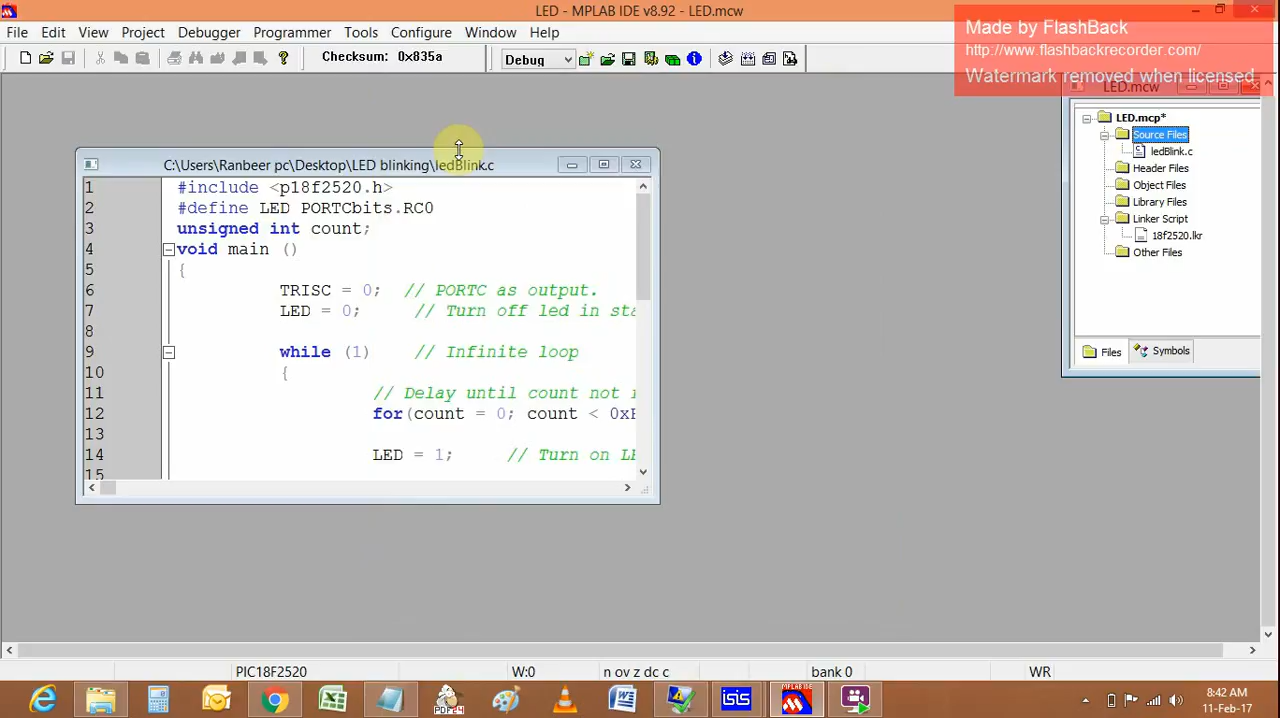 LED - MPLAB IDE v8.92 - LED.mcw
File Edit View Project Debugger Programmer Tools Configure Window Help
Made by FlashBack
http://www.flashbackrecorder.com/
Watermark removed when licensed
Checksum: 0x835a
Debug
LED.mcw
C:\Users\Ranbeer pc\Desktop\LED blinking\ledBlink.c
1 #include <p18f2520.h>
2 #define LED PORTCbits.RC0
3 unsigned int count;
4 void main ()
5 {
6 TRISC = 0; // PORTC as output.
7 LED = 0; // Turn off led in sta
8
9 while (1) // Infinite loop
10 {
11 // Delay until count not
12 for(count = 0; count < 0x
13
14 LED = 1; // Turn on
15
LED.mcp*
Source Files
ledBlink.c
Header Files
Object Files
Library Files
Linker Script
18f2520.lkr
Other Files
Files Symbols
PIC18F2520 W:0 n ov z dc c bank 0 WR
PDF
isis
MPLAB IDE
8:42 AM
11-Feb-17